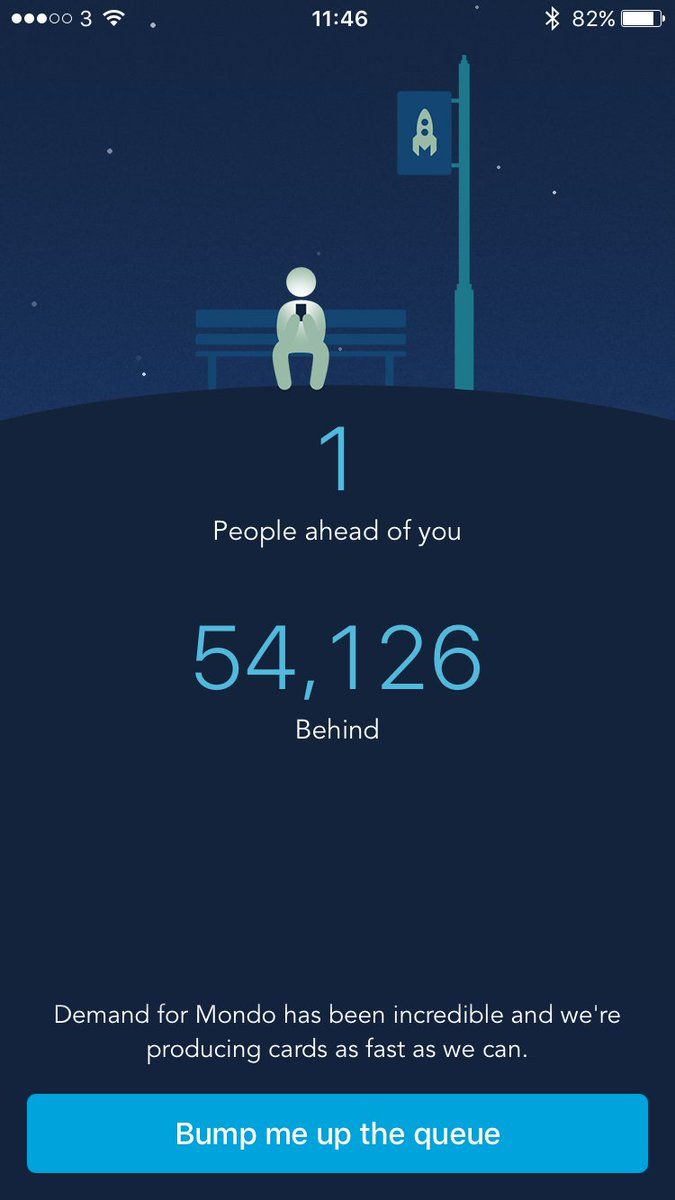 3 11:46 82%
1
People ahead of you
54,126
Behind
Demand for Mondo has been incredible and we're
producing cards as fast as we can.
Bump me up the queue